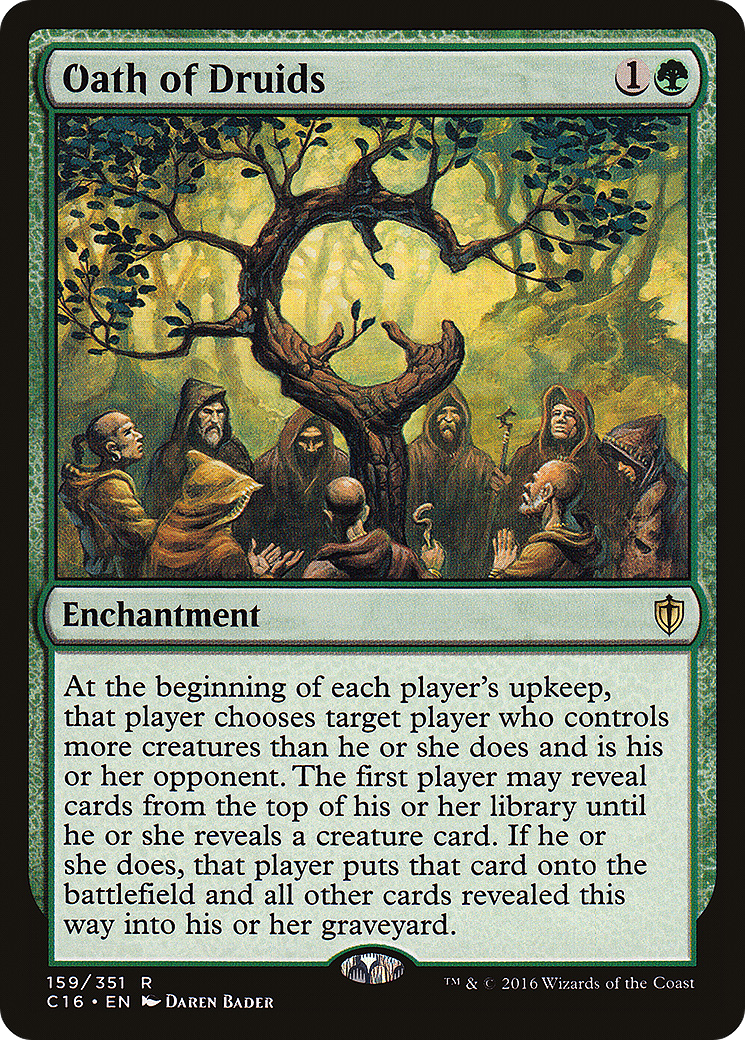 Oath of Druids
1
Enchantment
At the beginning of each player's upkeep,
that player chooses target player who controls
more creatures than he or she does and is his
or her opponent. The first player may reveal
cards from the top of his or her library until
he or she reveals a creature card. If he or
she does, that player puts that card onto the
battlefield and all other cards revealed this
way into his or her graveyard.
159/351 R
C16 • EN Daren Bader
™ & © 2016 Wizards of the Coast